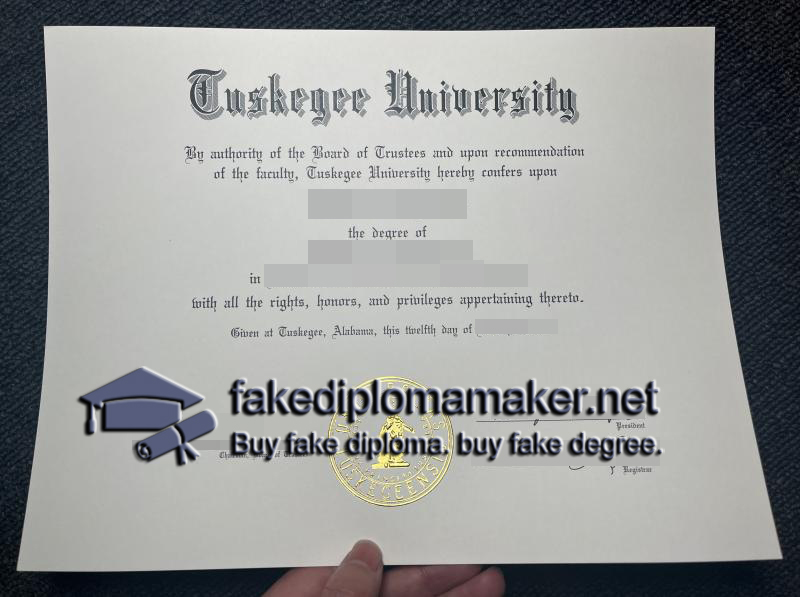 Tuskegee University
By authority of the Board of Trustees and upon recommendation
of the faculty, Tuskegee University hereby confers upon
the degree of
in
with all the rights, honors, and privileges appertaining thereto.
Given at Tuskegee, Alabama, this twelfth day of
fakediplomamaker.net
President
Buy fake diploma. buy fake degree.
Registrar